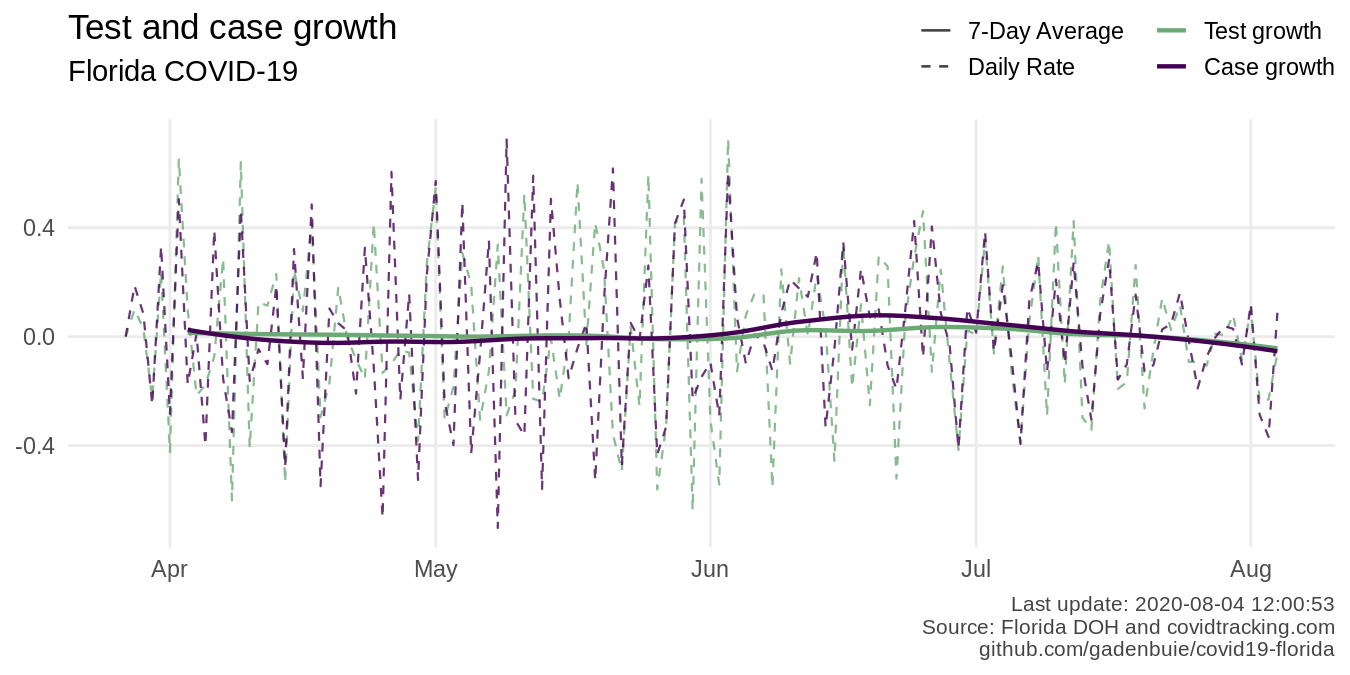 Test and case growth
Florida COVID-19
7-Day Average
Test growth
Daily Rate
Case growth
0.4
0.0
-0.4
Apr
May
Jun
Jul
Aug
Last update: 2020-08-04 12:00:53
Source: Florida DOH and covidtracking.com
github.com/gadenbuie/covid19-florida